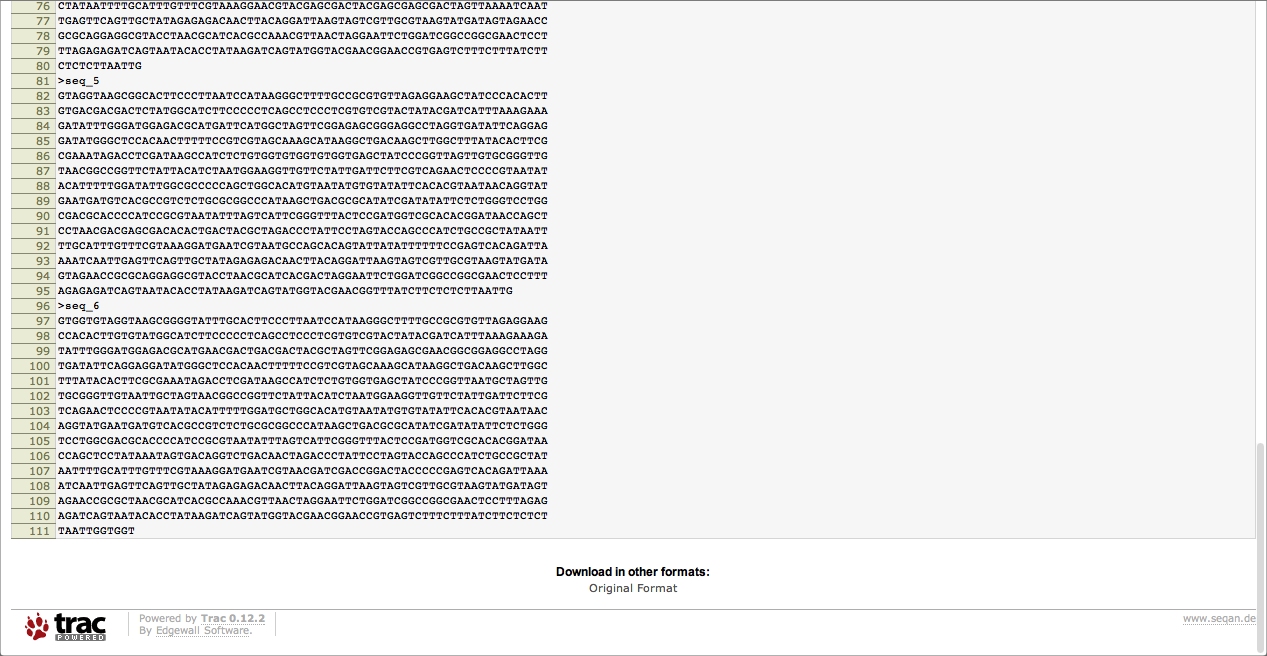 76 CTATAATTTTGCATTTGTTTCGTAAAGGAACGTACGAGCGACTACGAGCGAGCGACTAGTTAAAATCAAT
77 TGAGTTCAGTTGCTATAGAGAGACAACTTACAGGATTAAGTAGTCGTTGCGTAAGTATGATAGTAGAACC
78 GCGCAGGAGGCGTACCTAACGCATCACGCCAAACGTTAACTAGGAATTCTGGATCGGCCGGCGAACTCCT
79 TTAGAGAGATCAGTAATACACCTATAAGATCAGTATGGTACGAACGGAACCGTGAGTCTTTCTTTATCTT
80 CTCTCTTAATTG
81 >seq_5
82 GTAGGTAAGCGGCACTTCCCTTAATCCATAAGGGCTTTTGCCGCGTGTTAGAGGAAGCTATCCCACACTT
83 GTGACGACGACTCTATGGCATCTTCCCCCTCAGCCTCCCTCGTGTCGTACTATACGATCATTTAAAGAAA
84 GATATTTGGGATGGAGACGCATGATTCATGGCTAGTTCGGAGAGCGGGAGGCCTAGGTGATATTCAGGAG
85 GATATGGGCTCCACAACTTTTTCCGTCGTAGCAAAGCATAAGGCTGACAAGCTTGGCTTTATACACTTCG
86 CGAAATAGACCTCGATAAGCCATCTCTGTGGTGTGGTGTGGTGAGCTATCCCGGTTAGTTGTGCGGGTTG
87 TAACGGCCGGTTCTATTACATCTAATGGAAGGTTGTTCTATTGATTCTTCGTCAGAACTCCCCGTAATAT
88 ACATTTTTGGATATTGGCGCCCCCAGCTGGCACATGTAATATGTGTATATTCACACGTAATAACAGGTAT
89 GAATGATGTCACGCCGTCTCTGCGCGGCCCATAAGCTGACGCGCATATCGATATATTCTCTGGGTCCTGG
90 CGACGCACCCCATCCGCGTAATATTTAGTCATTCGGGTTTACTCCGATGGTCGCACACGGATAACCAGCT
91 CCTAACGACGAGCGACACACTGACTACGCTAGACCCTATTCCTAGTACCAGCCCATCTGCCGCTATAATT
92 TTGCATTTGTTTCGTAAAGGATGAATCGTAATGCCAGCACAGTATTATATTTTTTCCGAGTCACAGATTA
93 AAATCAATTGAGTTCAGTTGCTATAGAGAGACAACTTACAGGATTAAGTAGTCGTTGCGTAAGTATGATA
94 GTAGAACCGCGCAGGAGGCGTACCTAACGCATCACGACTAGGAATTCTGGATCGGCCGGCGAACTCCTTT
95 AGAGAGATCAGTAATACACCTATAAGATCAGTATGGTACGAACGGTTTATCTTCTCTCTTAATTG
96 >seq_6
97 GTGGTGTAGGTAAGCGGGGTATTTGCACTTCCCTTAATCCATAAGGGCTTTTGCCGCGTGTTAGAGGAAG
98 CCACACTTGTGTATGGCATCTTCCCCCTCAGCCTCCCTCGTGTCGTACTATACGATCATTTAAAGAAAGA
99 TATTTGGGATGGAGACGCATGAACGACTGACGACTACGCTAGTTCGGAGAGCGAACGGCGGAGGCCTAGG
100 TGATATTCAGGAGGATATGGGCTCCACAACTTTTTCCGTCGTAGCAAAGCATAAGGCTGACAAGCTTGGC
101 TTTATACACTTCGCGAAATAGACCTCGATAAGCCATCTCTGTGGTGAGCTATCCCGGTTAATGCTAGTTG
102 TGCGGGTTGTAATTGCTAGTAACGGCCGGTTCTATTACATCTAATGGAAGGTTGTTCTATTGATTCTTCG
103 TCAGAACTCCCCGTAATATACATTTTTGGATGCTGGCACATGTAATATGTGTATATTCACACGTAATAAC
104 AGGTATGAATGATGTCACGCCGTCTCTGCGCGGCCCATAAGCTGACGCGCATATCGATATATTCTCTGGG
105 TCCTGGCGACGCACCCCATCCGCGTAATATTTAGTCATTCGGGTTTACTCCGATGGTCGCACACGGATAA
106 CCAGCTCCTATAAATAGTGACAGGTCTGACAACTAGACCCTATTCCTAGTACCAGCCCATCTGCCGCTAT
107 AATTTTGCATTTGTTTCGTAAAGGATGAATCGTAACGATCGACCGGACTACCCCCGAGTCACAGATTAAA
108 ATCAATTGAGTTCAGTTGCTATAGAGAGACAACTTACAGGATTAAGTAGTCGTTGCGTAAGTATGATAGT
109 AGAACCGCGCTAACGCATCACGCCAAACGTTAACTAGGAATTCTGGATCGGCCGGCGAACTCCTTTAGAG
110 AGATCAGTAATACACCTATAAGATCAGTATGGTACGAACGGAACCGTGAGTCTTTCTTTATCTTCTCTCT
111 TAATTGGTGGT
Download in other formats:
Original Format
trac
POWERED
Powered by Trac 0.12.2
By Edgewall Software.
www.seqan.de